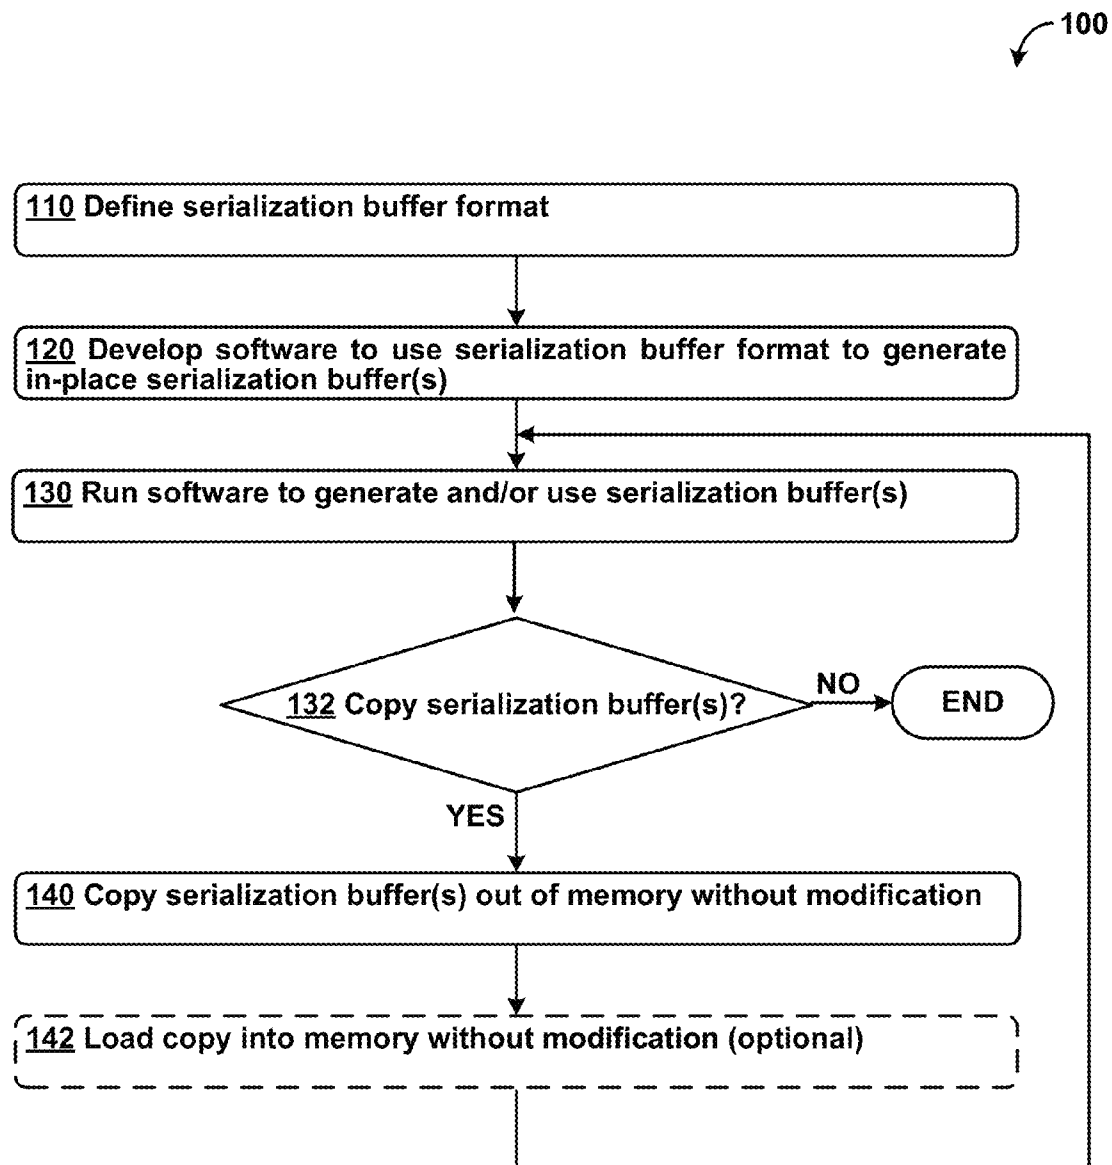 100
110 Define serialization buffer format
120 Develop software to use serialization buffer format to generate
in-place serialization buffer(s)
130 Run software to generate and/or use serialization buffer(s)
132 Copy serialization buffer(s)?
NO
END
YES
140 Copy serialization buffer(s) out of memory without modification
142 Load copy into memory without modification (optional)